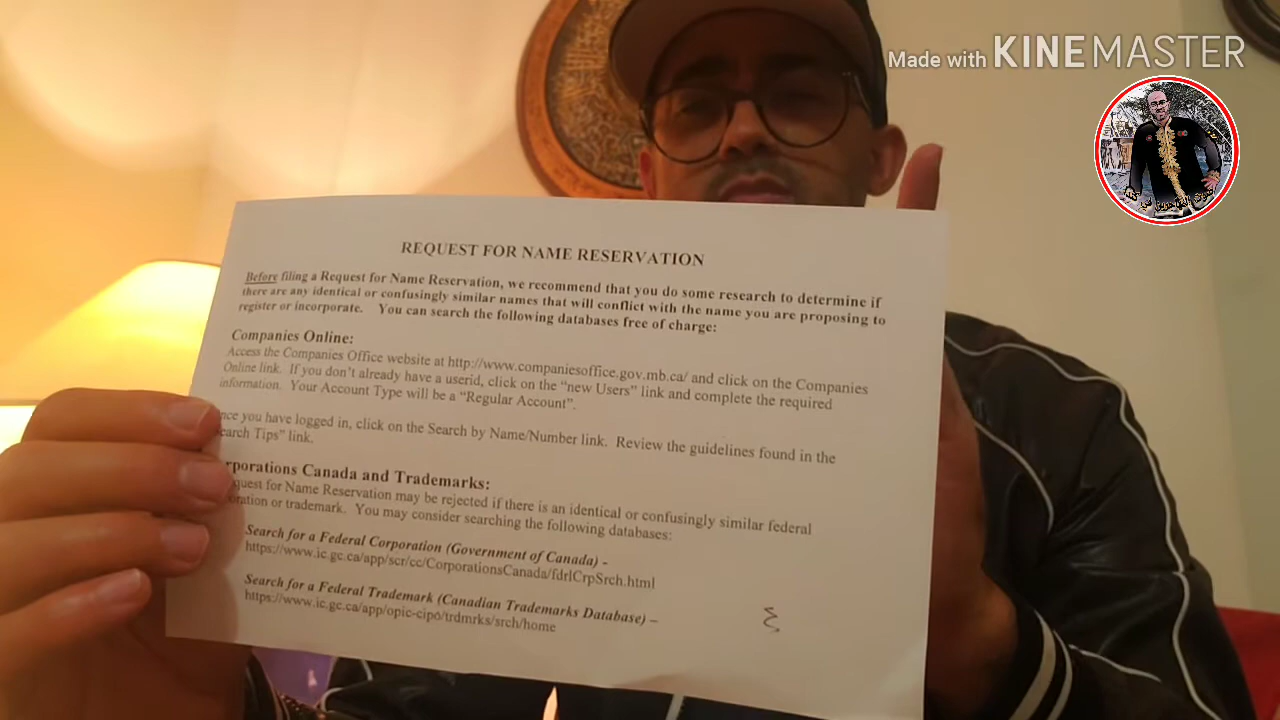 Made with KINEMASTER
REQUEST FOR NAME RESERVATION
Before filing a Request for Name Reservation, we recommend that you do some research to determine if
there are any identical or confusingly similar names that will conflict with the name you are proposing to
register or incorporate. You can search the following databases free of charge:
Companies Online:
Access the Companies Office website at http://www.companiesoffice.gov.mb.ca/ and click on the Companies
Online link. If you don't already have a userid, click on the "new Users" link and complete the required
information. Your Account Type will be a "Regular Account".
nce you have logged in, click on the Search by Name/Number link. Review the guidelines found in the
earch Tips" link.
rporations Canada and Trademarks:
quest for Name Reservation may be rejected if there is an identical or confusingly similar federal
oration or trademark. You may consider searching the following databases:
Search for a Federal Corporation (Government of Canada) -
https://www.ic.gc.ca/app/scr/cc/CorporationsCanada/fdrlCrpSrch.html
Search for a Federal Trademark (Canadian Trademarks Database) –
https://www.ic.gc.ca/app/opic-cipo/trdmrks/srch/home